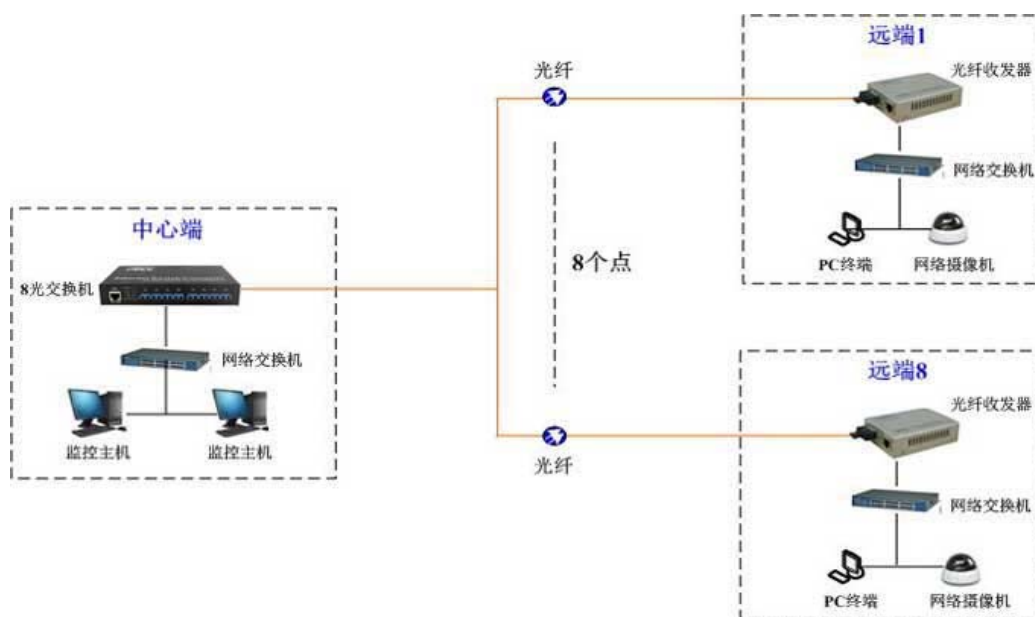 远端1
光纤
光纤收发器
网络交换机
PC终端
网络摄像机
中心端
8光交换机
网络交换机
监控主机
监控主机
8个点
远端8
光纤
光纤收发器
网络交换机
PC终端
网络摄像机